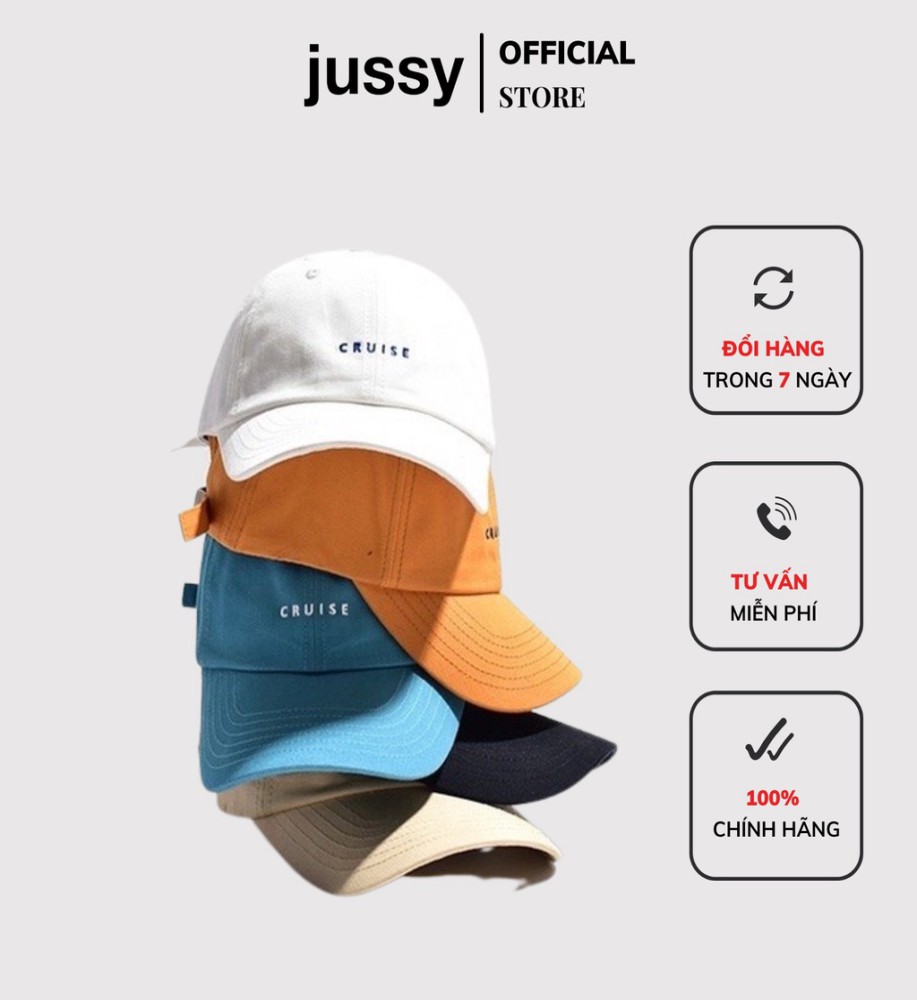 jussy
OFFICIAL
STORE
CRUISE
CRUISE
ĐỔI HÀNG
TRONG 7 NGÀY
TƯ VẤN
MIỄN PHÍ
100%
CHÍNH HÃNG